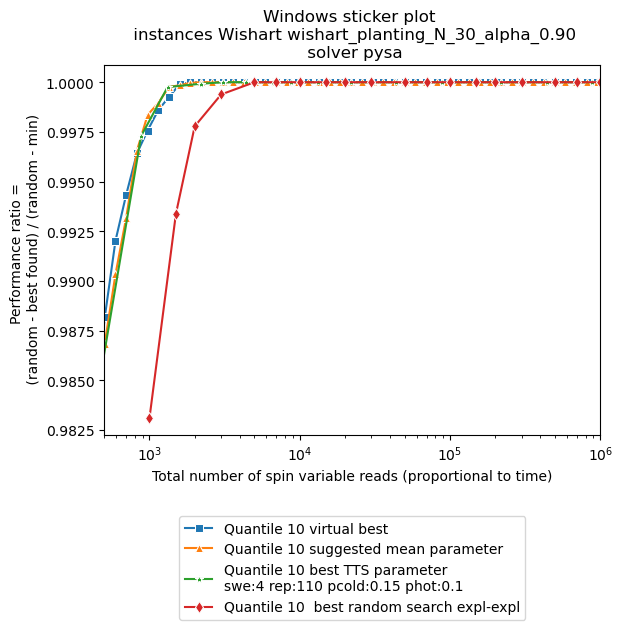 Windows sticker plot
instances Wishart wishart_planting_N_30_alpha_0.90
solver pysa
Performance ratio =
(random - best found) / (random - min)
1.0000
0.9975
0.9950
0.9925
0.9900
0.9875
0.9850
0.9825
10³
10⁴
10⁵
10⁶
Total number of spin variable reads (proportional to time)
Quantile 10 virtual best
Quantile 10 suggested mean parameter
Quantile 10 best TTS parameter
swe:4 rep:110 pcold:0.15 phot:0.1
Quantile 10  best random search expl-expl